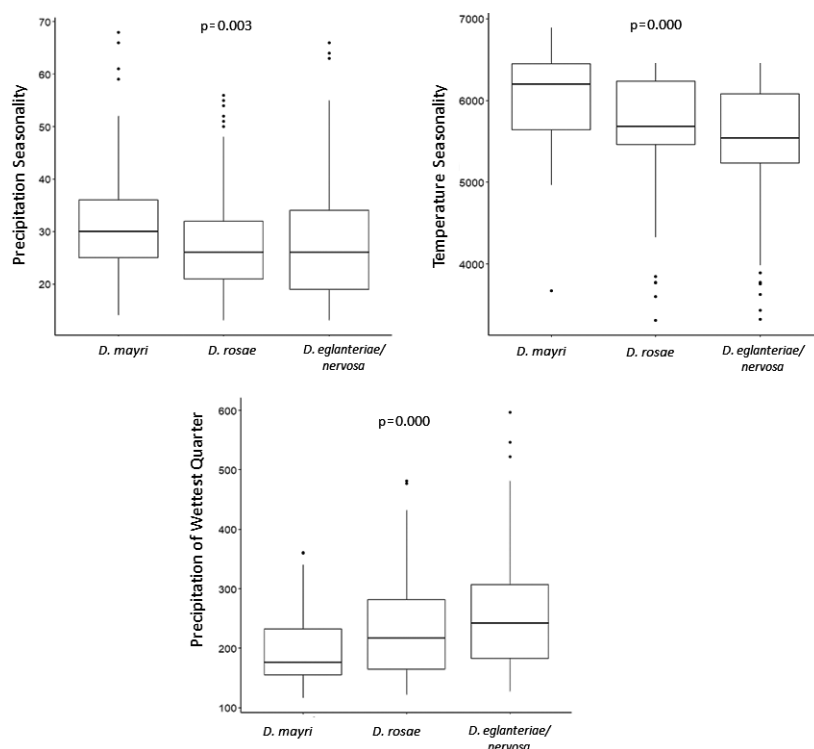 p=0.003
Precipitation Seasonality
70
60
50
40
30
20
D. mayri
D. rosae
D. eglanteriae/
nervosa
p=0.000
Temperature Seasonality
7000
6000
5000
4000
D. mayri
D. rosae
D. eglanteriae/
nervosa
p=0.000
Precipitation of Wettest Quarter
600
500
400
300
200
100
D. mayri
D. rosae
D. eglanteriae/
nervosa